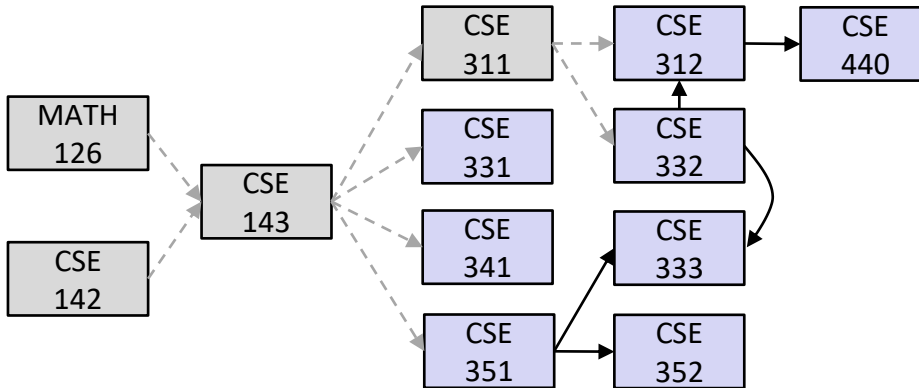 MATH
126
CSE
142
CSE
143
CSE
311
CSE
331
CSE
341
CSE
351
CSE
312
CSE
332
CSE
333
CSE
352
CSE
440